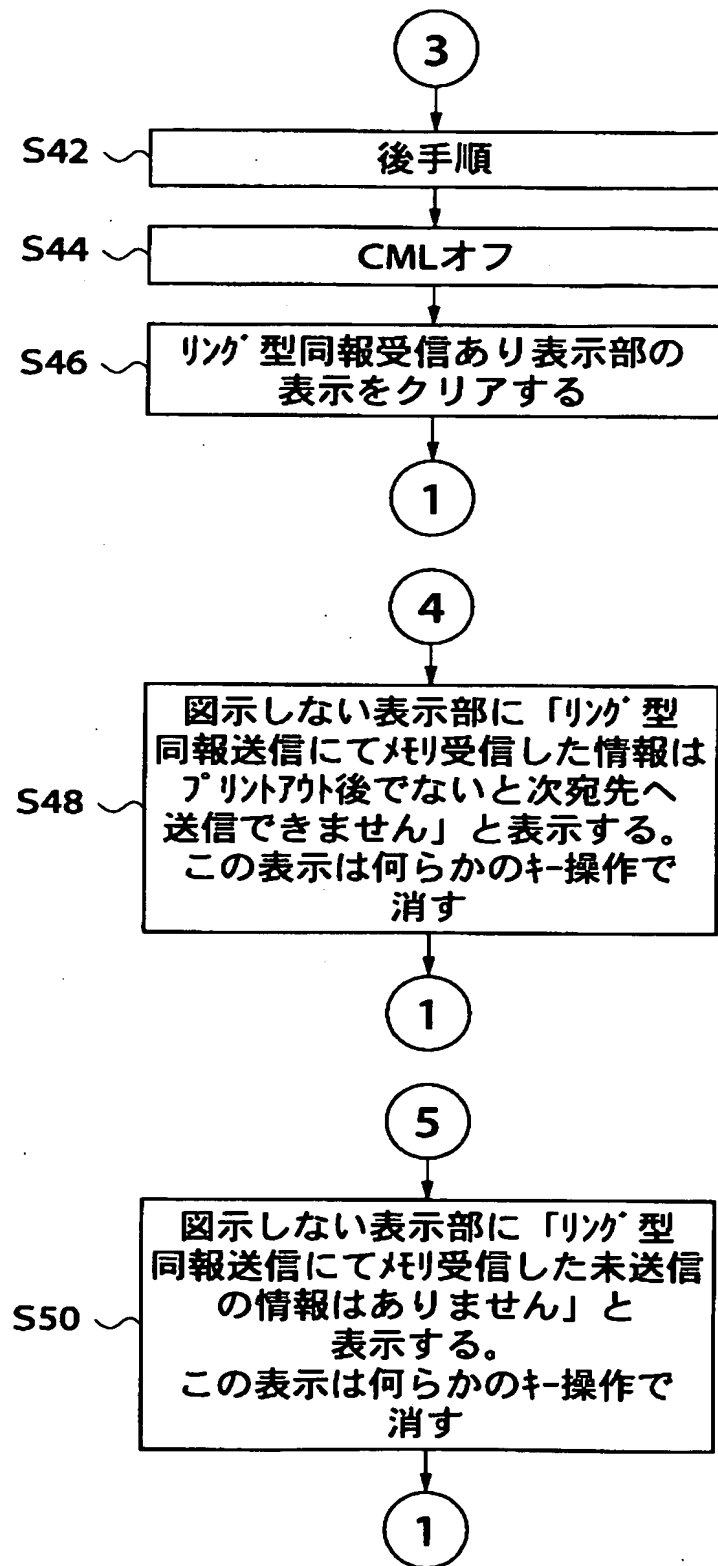 3
S42 後手順
S44 CMLオフ
S46 ﾘﾝｸﾞ型同報受信あり表示部の
表示をクリアする
1
4
図示しない表示部に「ﾘﾝｸﾞ型
同報送信にてﾒﾓﾘ受信した情報は
S48 ﾌﾟﾘﾝﾄｱｳﾄ後でないと次宛先へ
送信できません」と表示する。
この表示は何らかのｷｰ操作で
消す
1
5
図示しない表示部に「ﾘﾝｸﾞ型
同報送信にてﾒﾓﾘ受信した未送信
の情報はありません」と
S50 表示する。
この表示は何らかのｷｰ操作で
消す
1